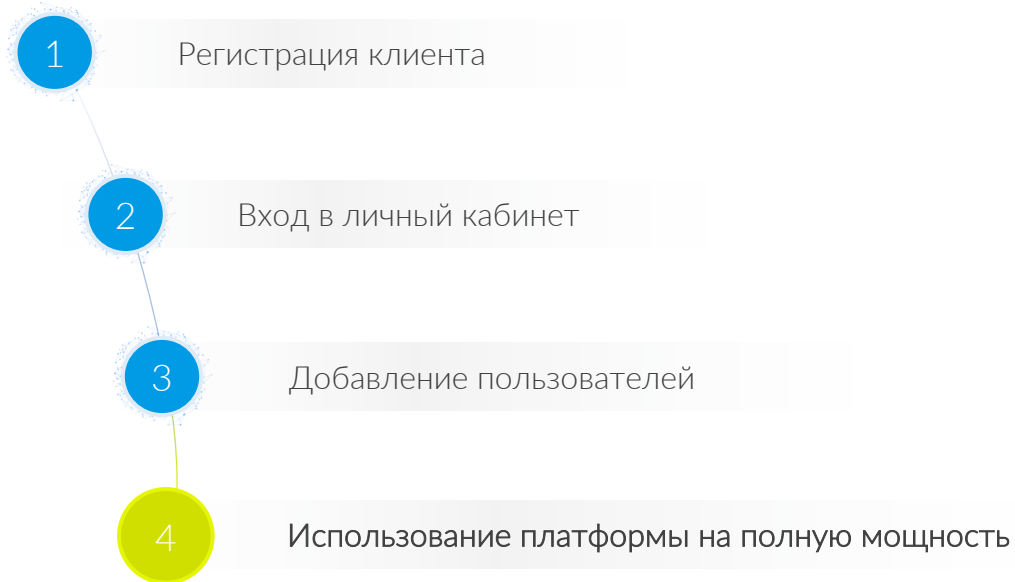 1 Регистрация клиента
2 Вход в личный кабинет
3 Добавление пользователей
4 Использование платформы на полную мощность